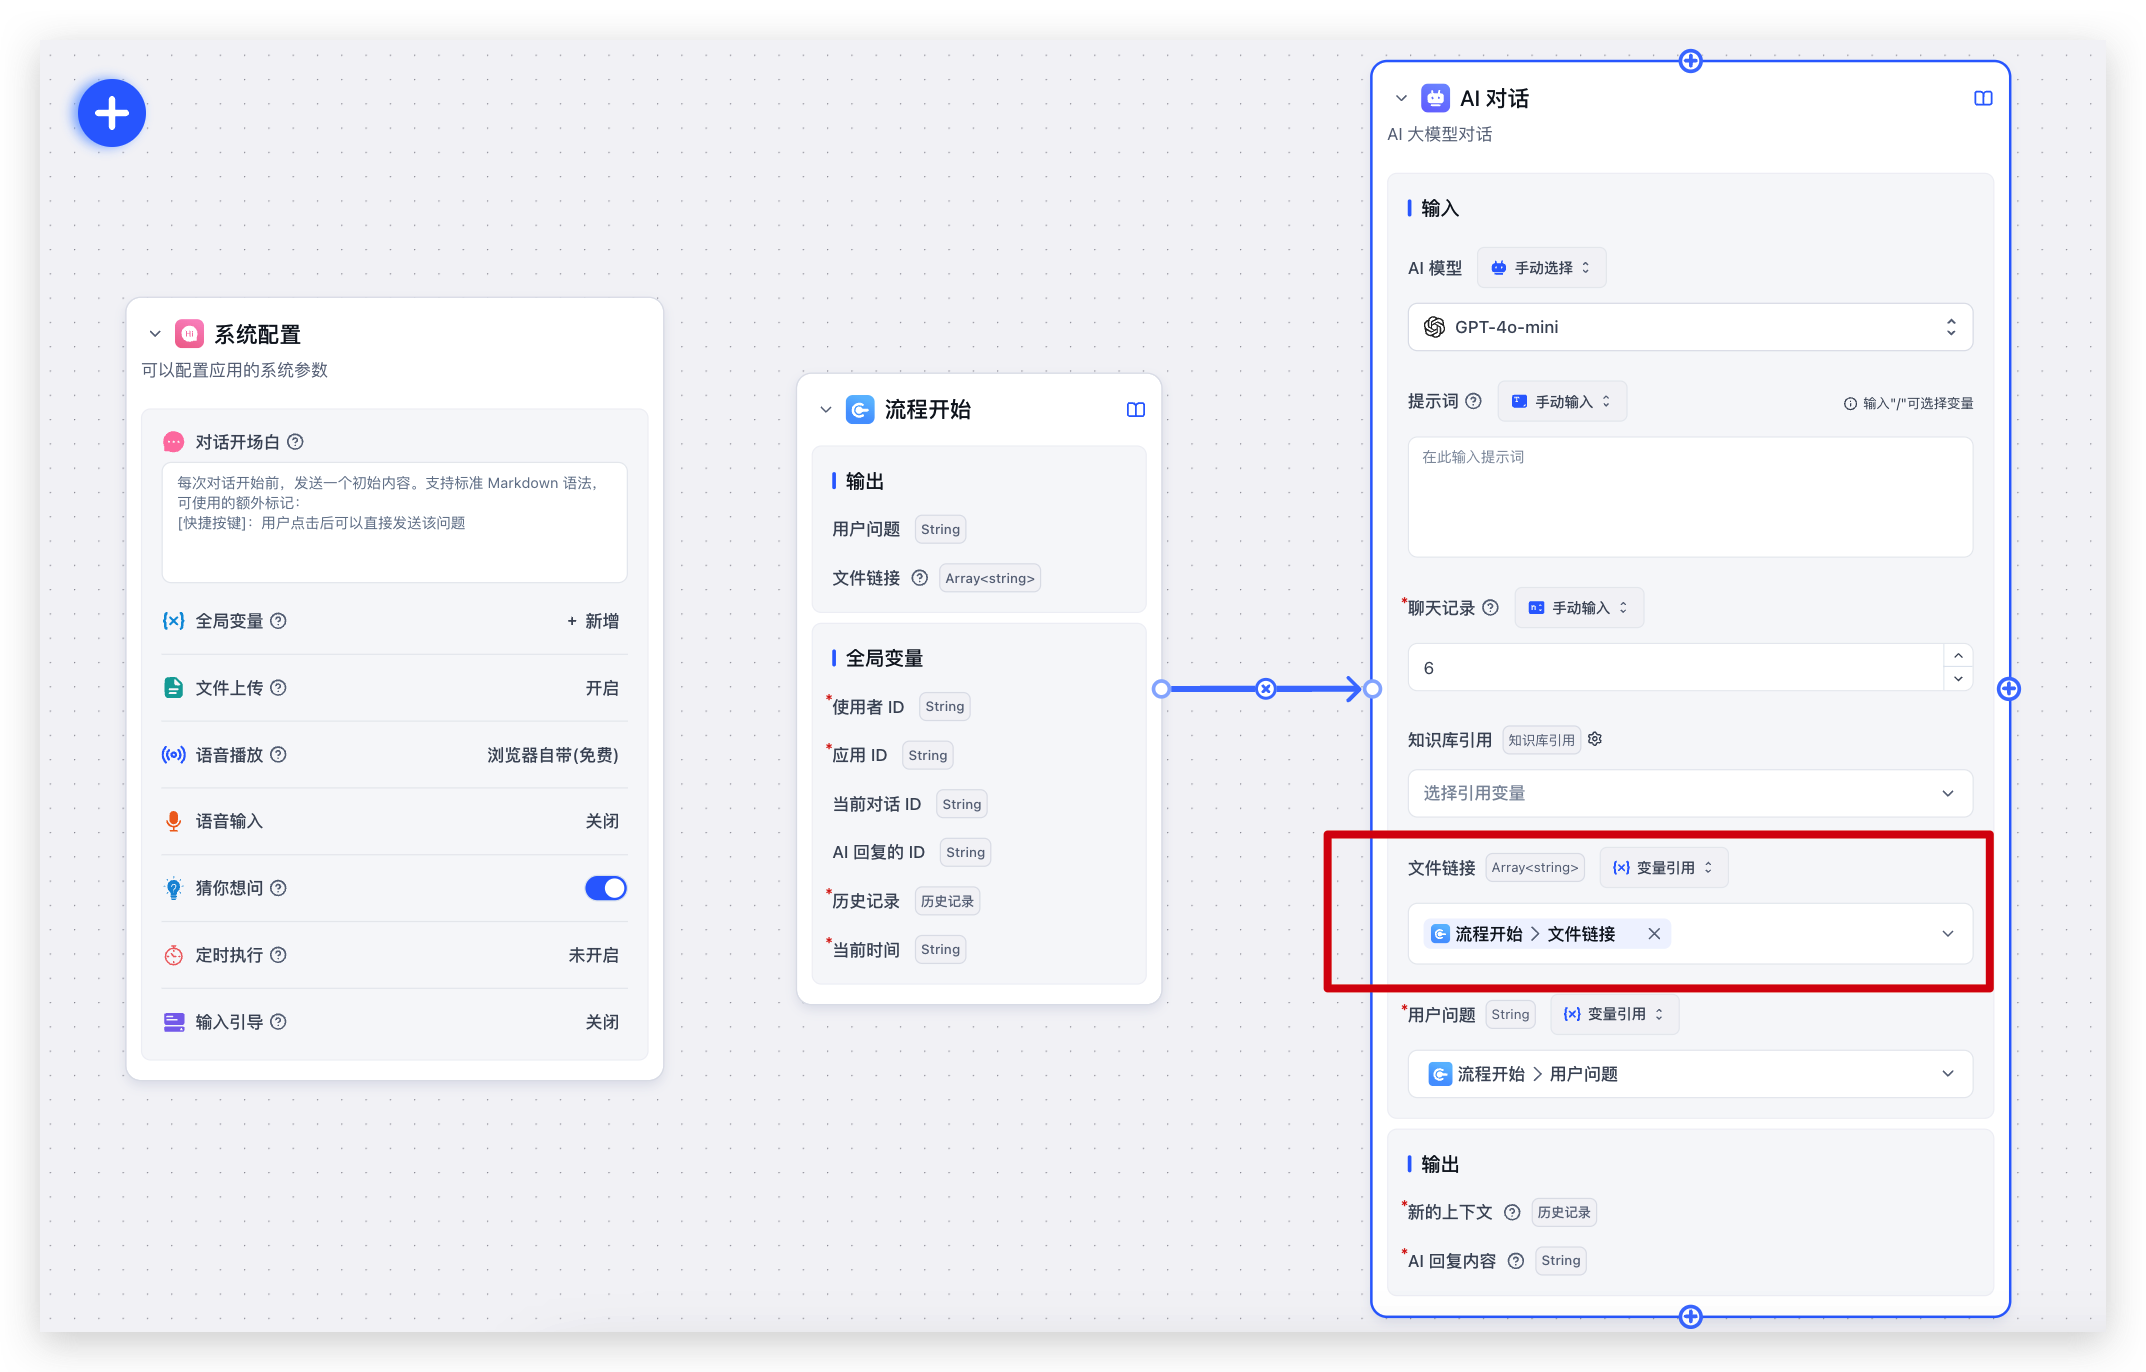 系统配置
可以配置应用的系统参数
对话开场白
每次对话开始前，发送一个初始内容。支持标准 Markdown 语法，
可使用的额外标记：
[快捷按键]：用户点击后可以直接发送该问题
全局变量 + 新增
文件上传 开启
语音播放 浏览器自带(免费)
语音输入 关闭
猜你想问
定时执行 未开启
输入引导 关闭
流程开始
输出
用户问题 String
文件链接 Array<string>
全局变量
*使用者 ID String
*应用 ID String
当前对话 ID String
AI 回复的 ID String
*历史记录 历史记录
*当前时间 String
AI 对话
AI 大模型对话
输入
AI 模型 手动选择
GPT-4o-mini
提示词 手动输入 输入"/"可选择变量
在此输入提示词
*聊天记录 手动输入
6
知识库引用 知识库引用
选择引用变量
文件链接 Array<string> 变量引用
流程开始 > 文件链接
*用户问题 String 变量引用
流程开始 > 用户问题
输出
*新的上下文 历史记录
*AI 回复内容 String